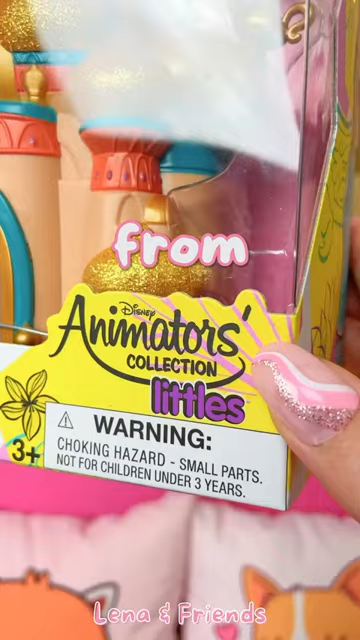 from
Disney
Animators'
COLLECTION
littles
WARNING:
CHOKING HAZARD - SMALL PARTS.
NOT FOR CHILDREN UNDER 3 YEARS.
3+
Lena & Friends